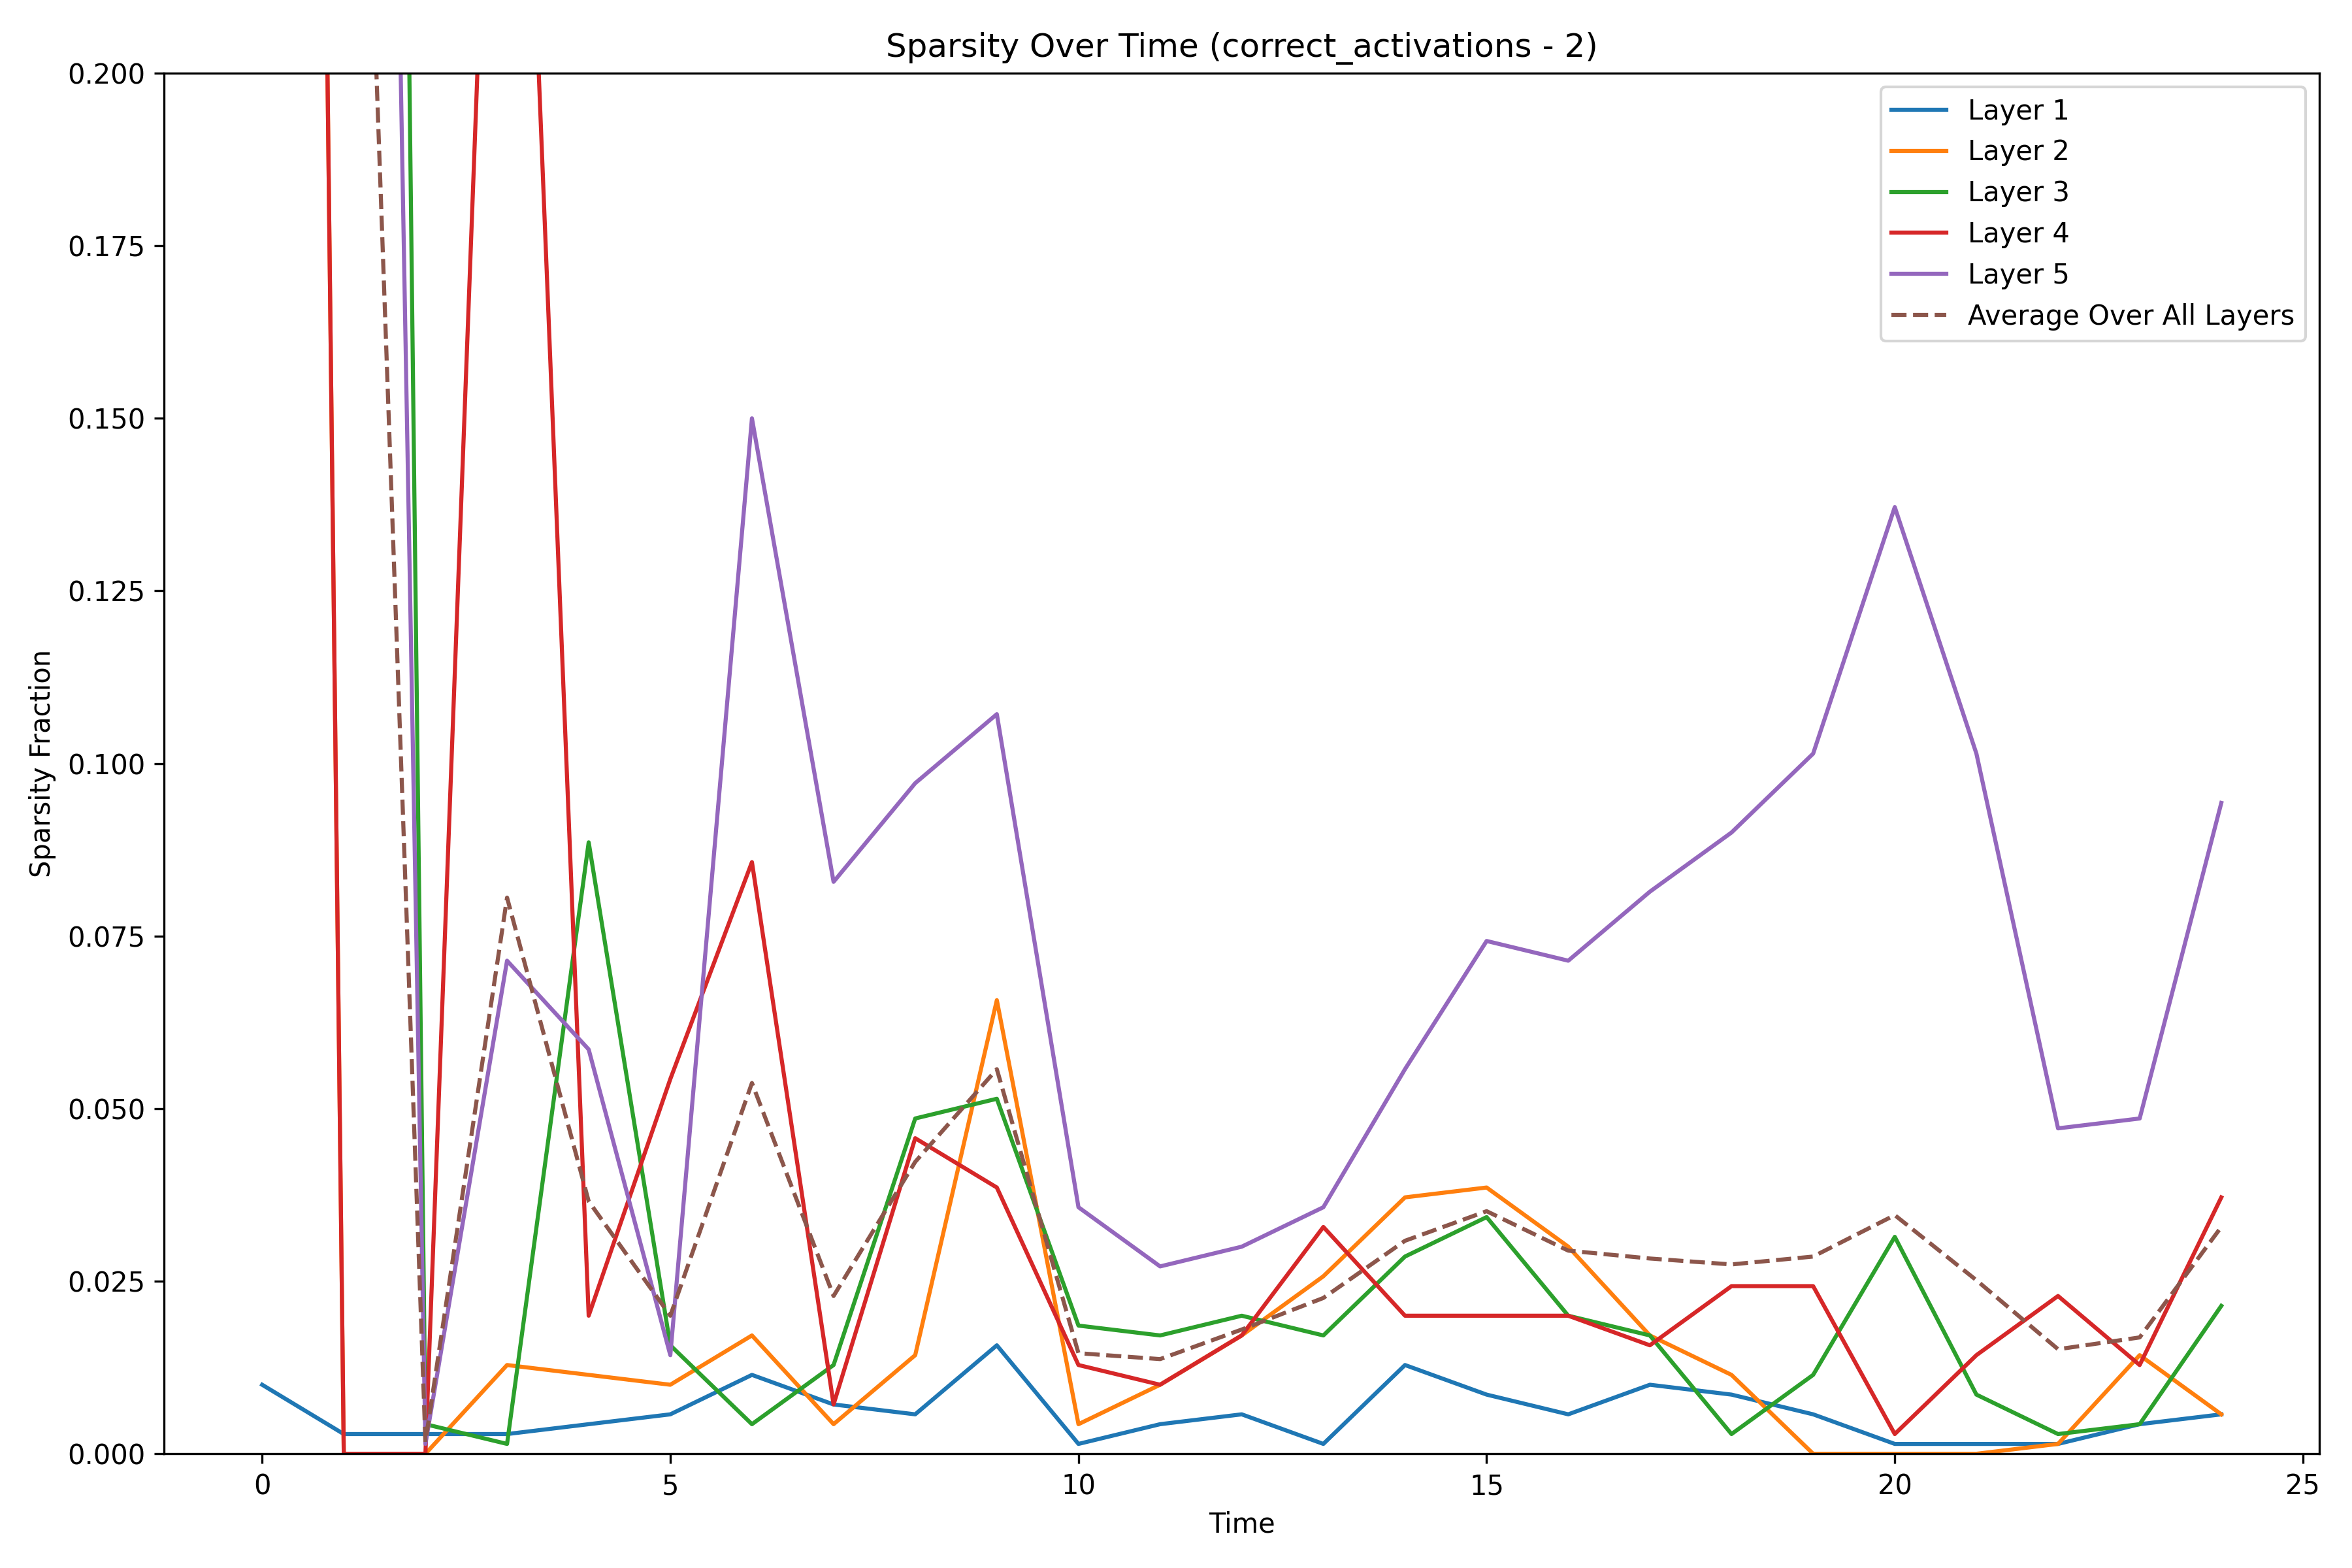 Sparsity Over Time (correct_activations - 2)
0.200
0.175
0.150
0.125
0.100
0.075
0.050
0.025
0.000
Sparsity Fraction
Layer 1
Layer 2
Layer 3
Layer 4
Layer 5
Average Over All Layers
0 5 10 15 20 25
Time